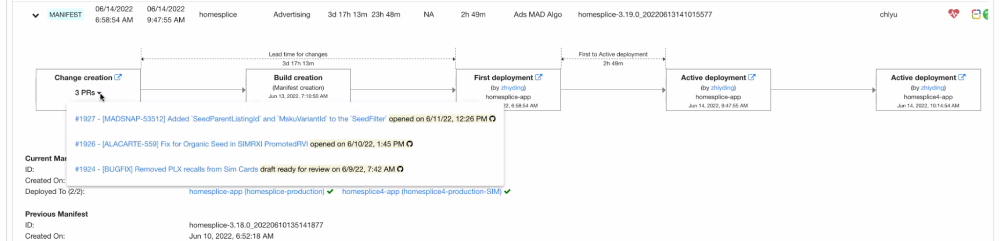 MANIFEST 06/14/2022 6:58:54 AM 06/14/2022 9:47:55 AM homesplice Advertising 3d 17h 13m 23h 48m NA 2h 49m Ads MAD Algo homesplice-3.19.0_20220613141015577 chlyu
Lead time for changes
3d 17h 13m
First to Active deployment
2h 49m
Change creation
3 PRs
Build creation
(Manifest creation)
Jun 13, 2022, 7:10:50 AM
First deployment
(by zhiyding)
homesplice-app
22, 6:58:54 AM
Active deployment
(by zhiyding)
homesplice-app
Jun 14, 2022, 9:47:55 AM
Active deployment
(by zhiyding)
homesplice4-app
Jun 14, 2022, 10:14:54 AM
#1927 - [MADSNAP-53512] Added `SeedParentListingId` and `MskuVariantId` to the `SeedFilter` opened on 6/11/22, 12:26 PM
#1926 - [ALACARTE-559] Fix for Organic Seed in SIMRXI PromotedRVI opened on 6/10/22, 1:45 PM
#1924 - [BUGFIX] Removed PLX recalls from Sim Cards draft ready for review on 6/9/22, 7:42 AM
Current Mar
ID:
Created On:
Deployed To (2/2): homesplice-app (homesplice-production) homesplice4-app (homesplice4-production-SIM)
Previous Manifest
ID: homesplice-3.18.0_20220610135141877
Created On: Jun 10, 2022, 6:52:18 AM